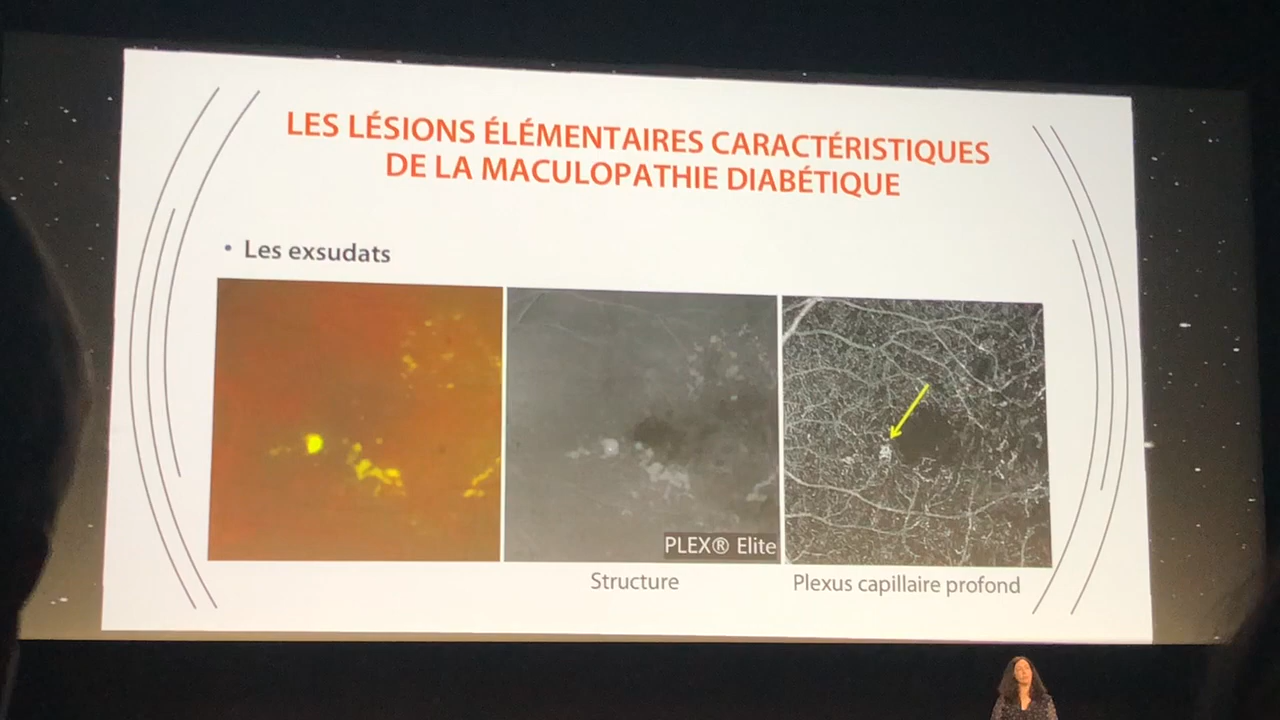 LES LÉSIONS ÉLÉMENTAIRES CARACTÉRISTIQUES
DE LA MACULOPATHIE DIABÉTIQUE
• Les exsudats
PLEX® Elite
Structure
Plexus capillaire profond